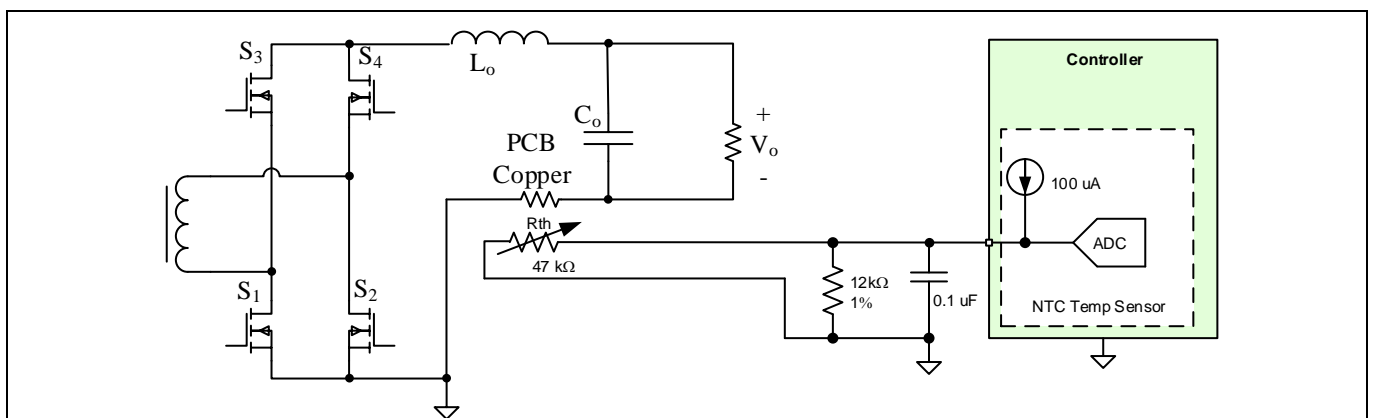 S3
S4
Lo
Co
+
Vo
-
PCB
Copper
Rth
47 kΩ
S1
S2
12kΩ
1%
0.1 uF
Controller
100 uA
ADC
NTC Temp Sensor